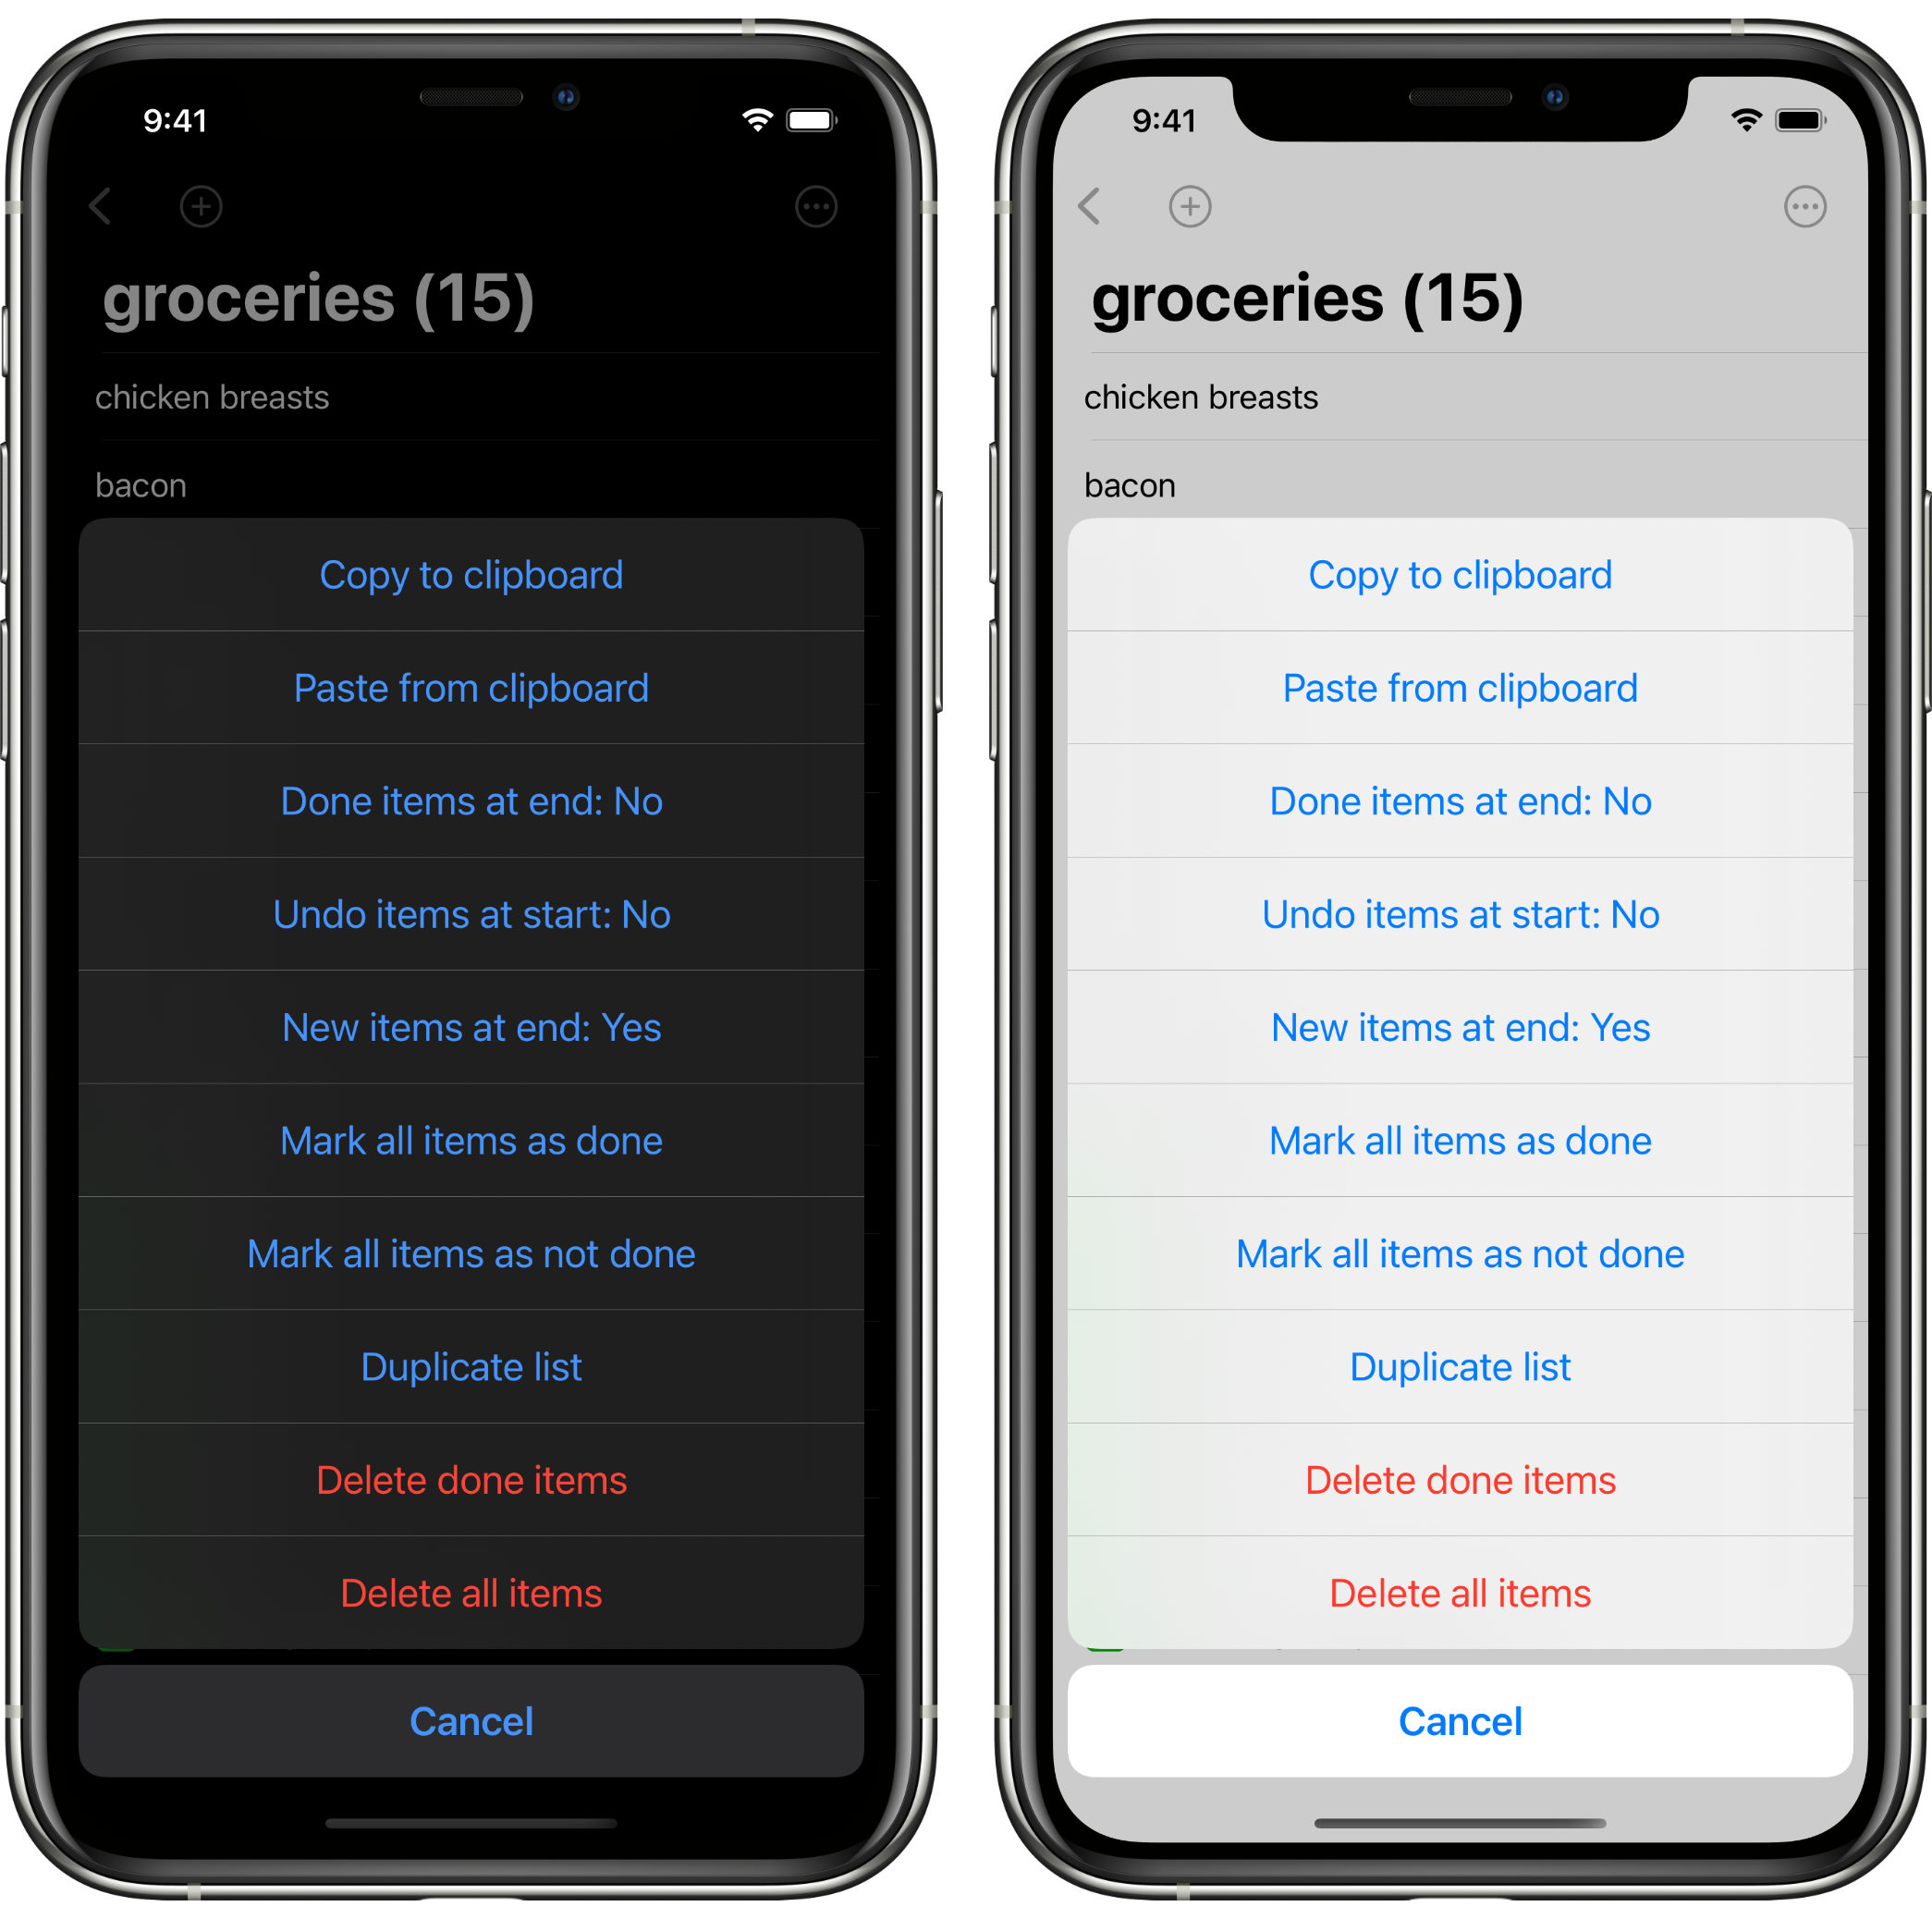 9:41
groceries (15)
chicken breasts
bacon
Copy to clipboard
Paste from clipboard
Done items at end: No
Undo items at start: No
New items at end: Yes
Mark all items as done
Mark all items as not done
Duplicate list
Delete done items
Delete all items
Cancel
9:41
groceries (15)
chicken breasts
bacon
Copy to clipboard
Paste from clipboard
Done items at end: No
Undo items at start: No
New items at end: Yes
Mark all items as done
Mark all items as not done
Duplicate list
Delete done items
Delete all items
Cancel